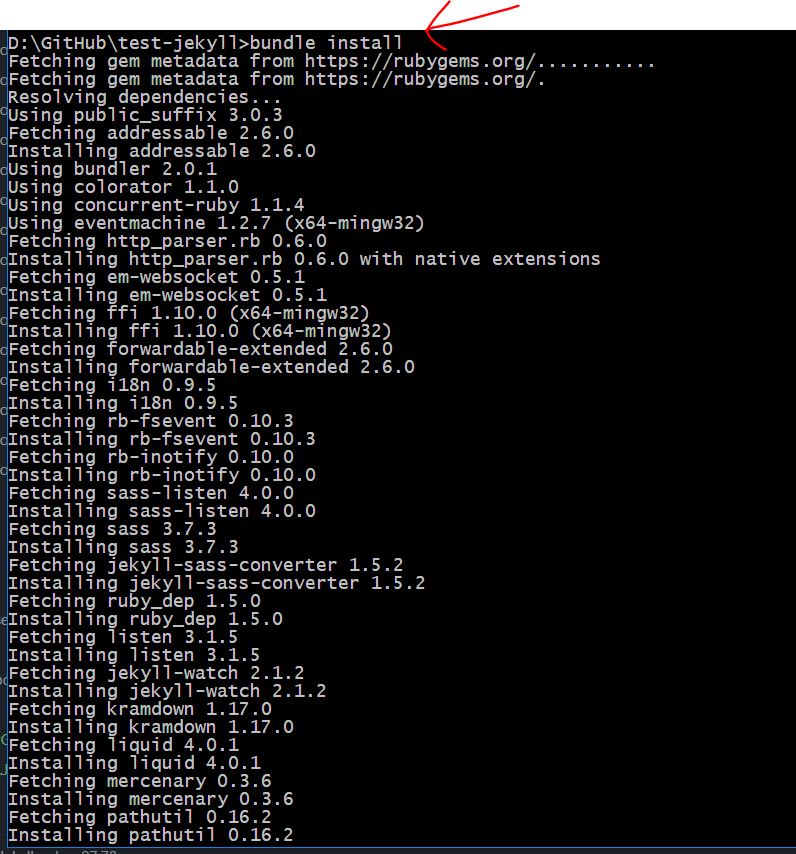 D:\GitHub\test-jekyll>bundle install
Fetching gem metadata from https://rubygems.org/...........
Fetching gem metadata from https://rubygems.org/.
Resolving dependencies...
Using public_suffix 3.0.3
Fetching addressable 2.6.0
Installing addressable 2.6.0
Using bundler 2.0.1
Using colorator 1.1.0
Using concurrent-ruby 1.1.4
Using eventmachine 1.2.7 (x64-mingw32)
Fetching http_parser.rb 0.6.0
Installing http_parser.rb 0.6.0 with native extensions
Fetching em-websocket 0.5.1
Installing em-websocket 0.5.1
Fetching ffi 1.10.0 (x64-mingw32)
Installing ffi 1.10.0 (x64-mingw32)
Fetching forwardable-extended 2.6.0
Installing forwardable-extended 2.6.0
Fetching i18n 0.9.5
Installing i18n 0.9.5
Fetching rb-fsevent 0.10.3
Installing rb-fsevent 0.10.3
Fetching rb-inotify 0.10.0
Installing rb-inotify 0.10.0
Fetching sass-listen 4.0.0
Installing sass-listen 4.0.0
Fetching sass 3.7.3
Installing sass 3.7.3
Fetching jekyll-sass-converter 1.5.2
Installing jekyll-sass-converter 1.5.2
Fetching ruby_dep 1.5.0
Installing ruby_dep 1.5.0
Fetching listen 3.1.5
Installing listen 3.1.5
Fetching jekyll-watch 2.1.2
Installing jekyll-watch 2.1.2
Fetching kramdown 1.17.0
Installing kramdown 1.17.0
Fetching liquid 4.0.1
Installing liquid 4.0.1
Fetching mercenary 0.3.6
Installing mercenary 0.3.6
Fetching pathutil 0.16.2
Installing pathutil 0.16.2